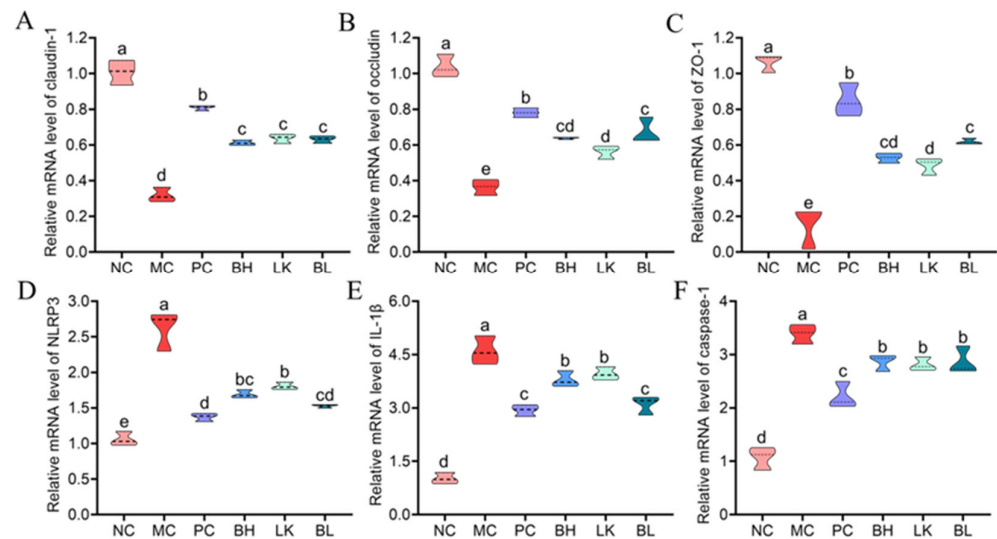 A
Relative mRNA level of claudin-1
1.2
1.0
0.8
0.6
0.4
0.2
0.0
a
d
b
c
c
c
NC MC PC BH LK BL
B
Relative mRNA level of occludin
1.2
1.0
0.8
0.6
0.4
0.2
0.0
a
e
b
cd
d
c
NC MC PC BH LK BL
C
Relative mRNA level of ZO-1
1.2
1.0
0.8
0.6
0.4
0.2
0.0
a
e
b
cd
d
c
NC MC PC BH LK BL
D
Relative mRNA level of NLRP3
3.0
2.5
2.0
1.5
1.0
0.5
0.0
e
a
d
bc
b
cd
NC MC PC BH LK BL
E
Relative mRNA level of IL-1β
6.0
4.5
3.0
1.5
0.0
d
a
c
b
b
c
NC MC PC BH LK BL
F
Relative mRNA level of caspase-1
4
3
2
1
0
d
a
c
b
b
b
NC MC PC BH LK BL